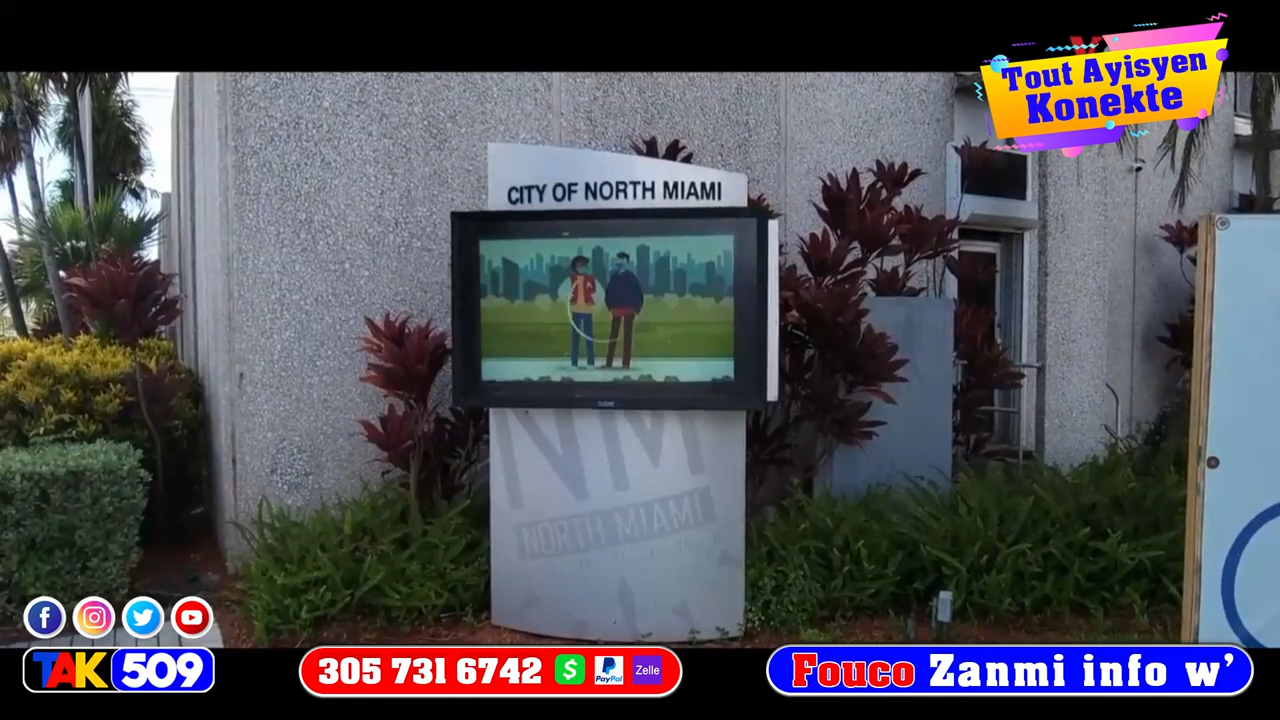 Tout Ayisyen
Konekte
CITY OF NORTH MIAMI
NM
NORTH MIAMI
TAK 509
305 731 6742
$
PayPal
Zelle
Fouco Zanmi info w'